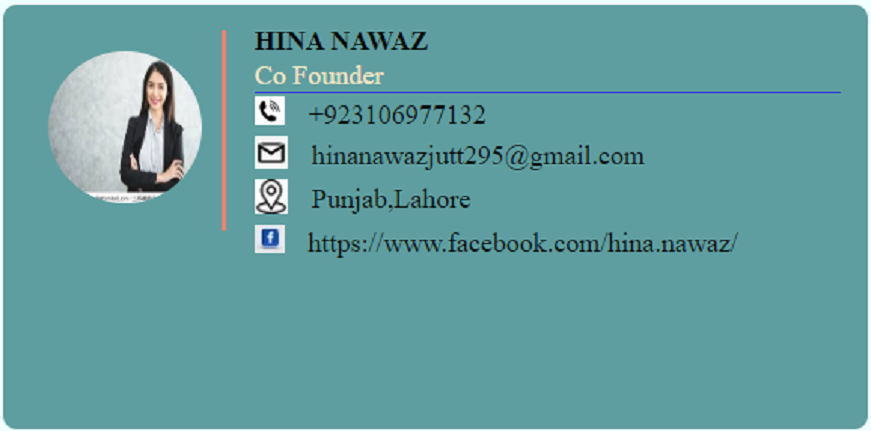 HINA NAWAZ
Co Founder
+923106977132
hinanawazjutt295@gmail.com
Punjab,Lahore
https://www.facebook.com/hina.nawaz/